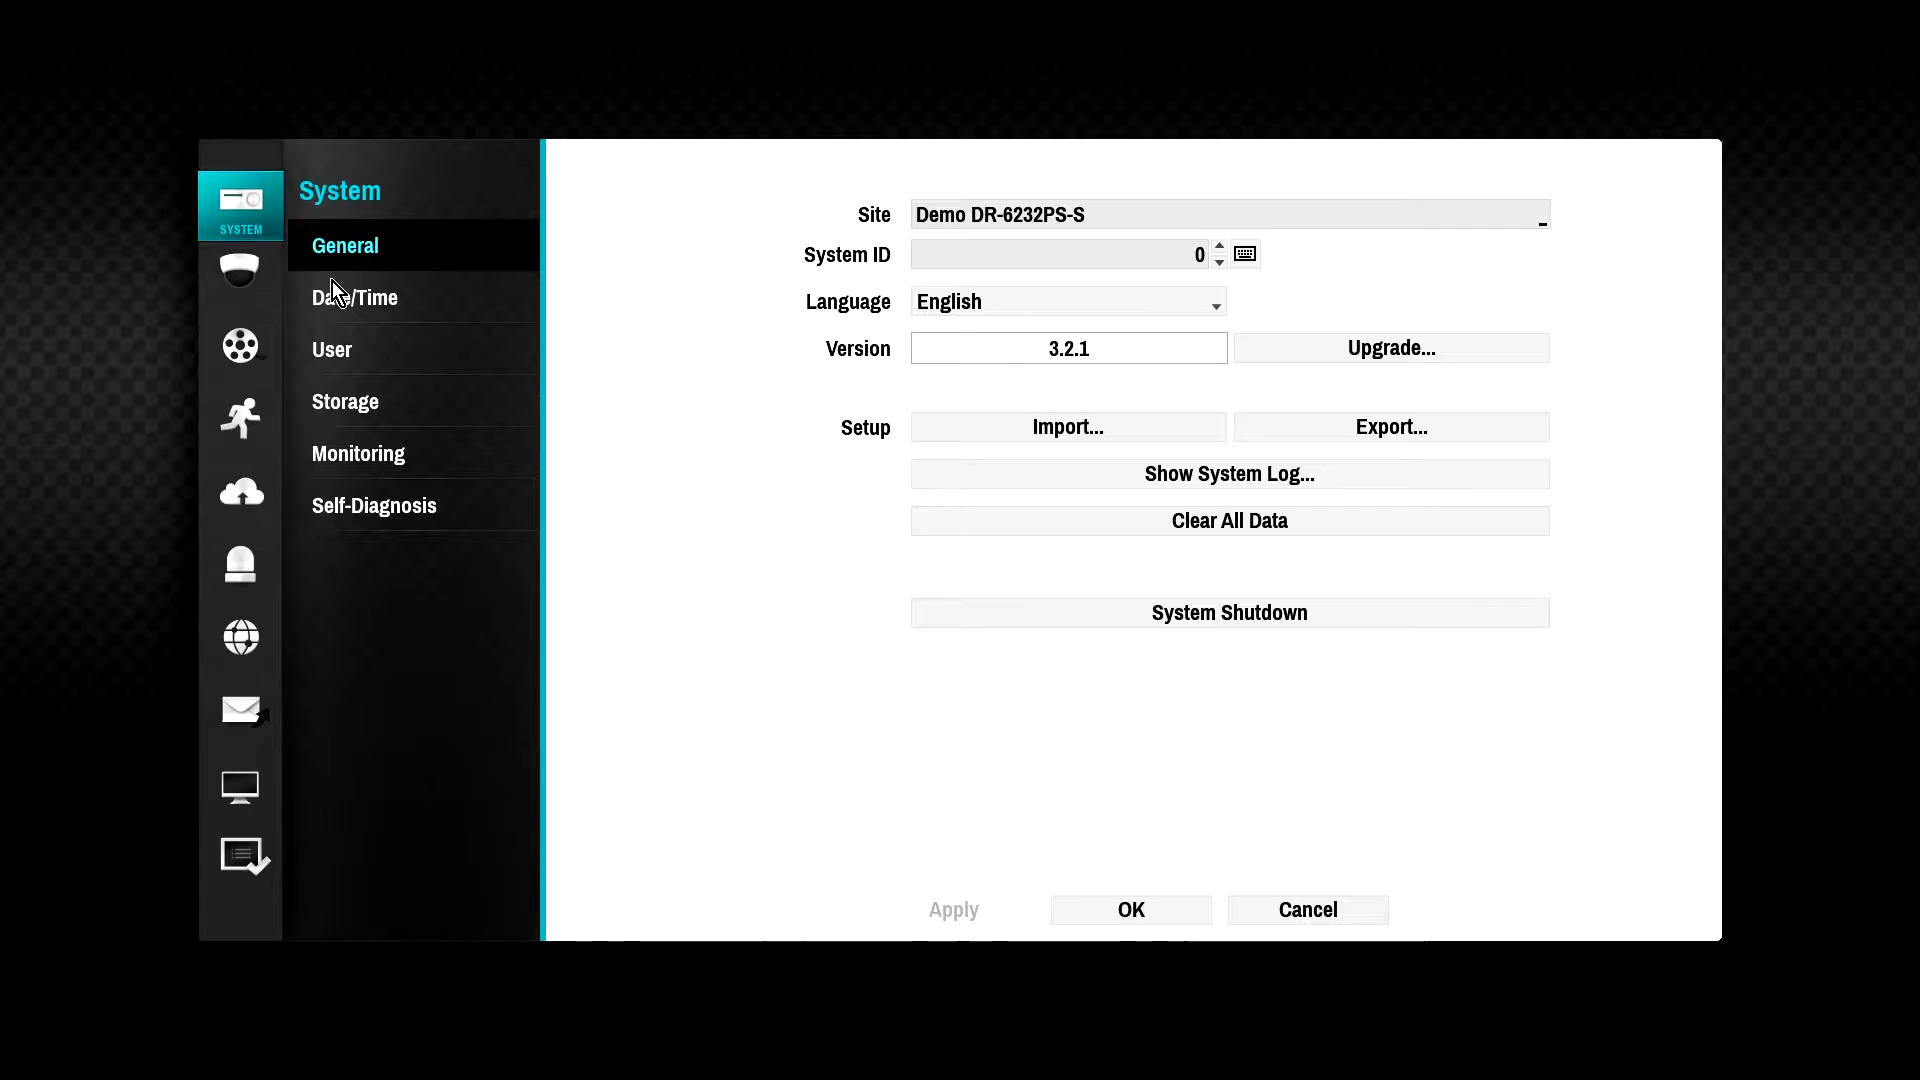 SYSTEM
System
General
Date/Time
User
Storage
Monitoring
Self-Diagnosis
Site Demo DR-6232PS-S
System ID 0
Language English
Version 3.2.1 Upgrade...
Setup Import... Export...
Show System Log...
Clear All Data
System Shutdown
Apply OK Cancel